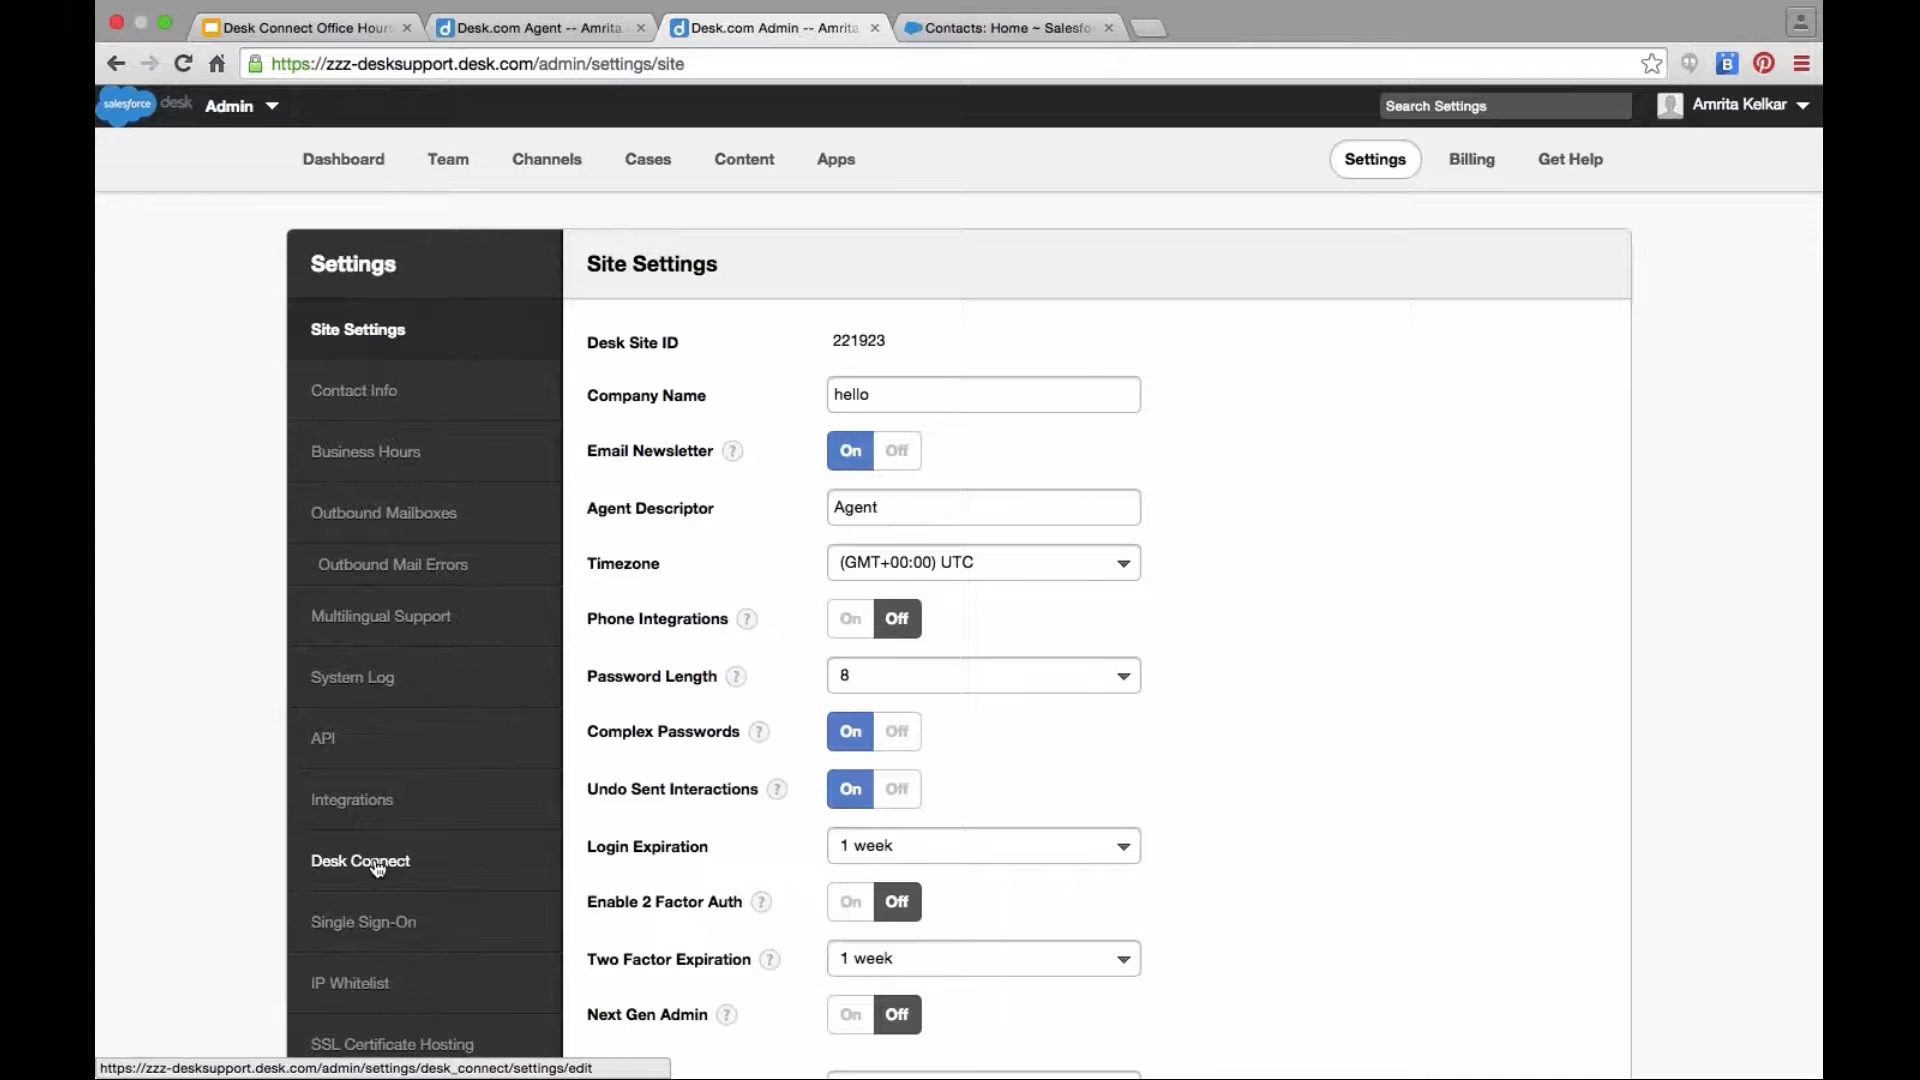 Desk Connect Office Hour
Desk.com Agent -- Amrita
Desk.com Admin -- Amrita
Contacts: Home ~ Salesfo
https://zzz-desksupport.desk.com/admin/settings/site
B
salesforce desk Admin
Search Settings
Amrita Kelkar
Dashboard Team Channels Cases Content Apps
Settings Billing Get Help
Settings
Site Settings
Contact Info
Business Hours
Outbound Mailboxes
Outbound Mail Errors
Multilingual Support
System Log
API
Integrations
Desk Connect
Single Sign-On
IP Whitelist
SSL Certificate Hosting
Site Settings
Desk Site ID 221923
Company Name hello
Email Newsletter ? On Off
Agent Descriptor Agent
Timezone (GMT+00:00) UTC
Phone Integrations ? On Off
Password Length ? 8
Complex Passwords ? On Off
Undo Sent Interactions ? On Off
Login Expiration 1 week
Enable 2 Factor Auth ? On Off
Two Factor Expiration ? 1 week
Next Gen Admin ? On Off
https://zzz-desksupport.desk.com/admin/settings/desk_connect/settings/edit